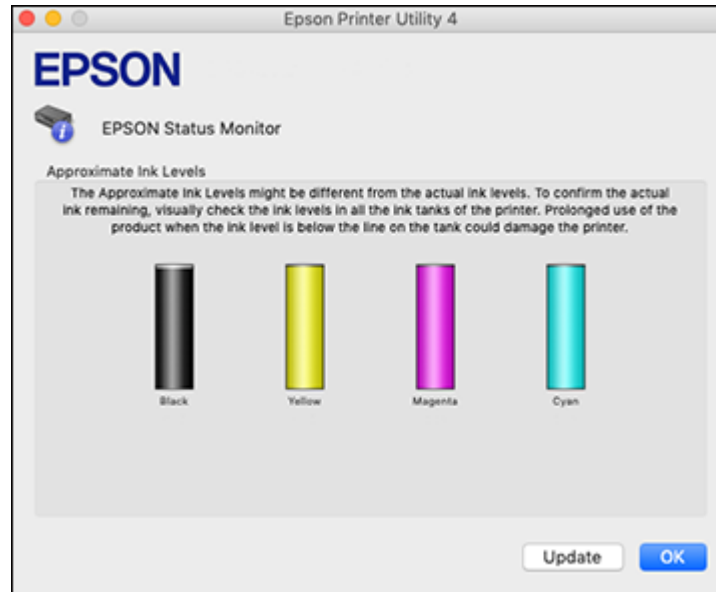 Epson Printer Utility 4
EPSON
EPSON Status Monitor
Approximate Ink Levels
The Approximate Ink Levels might be different from the actual ink levels. To confirm the actual
ink remaining, visually check the ink levels in all the ink tanks of the printer. Prolonged use of the
product when the ink level is below the line on the tank could damage the printer.
Black Yellow Magenta Cyan
Update OK